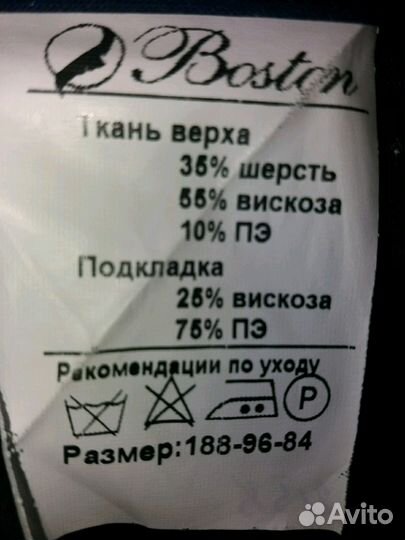 Boston
Ткань верха
35% шерсть
55% вискоза
10% ПЭ
Подкладка
25% вискоза
75% ПЭ
Рекомендации по уходу
P
Размер:188-96-84
Avito